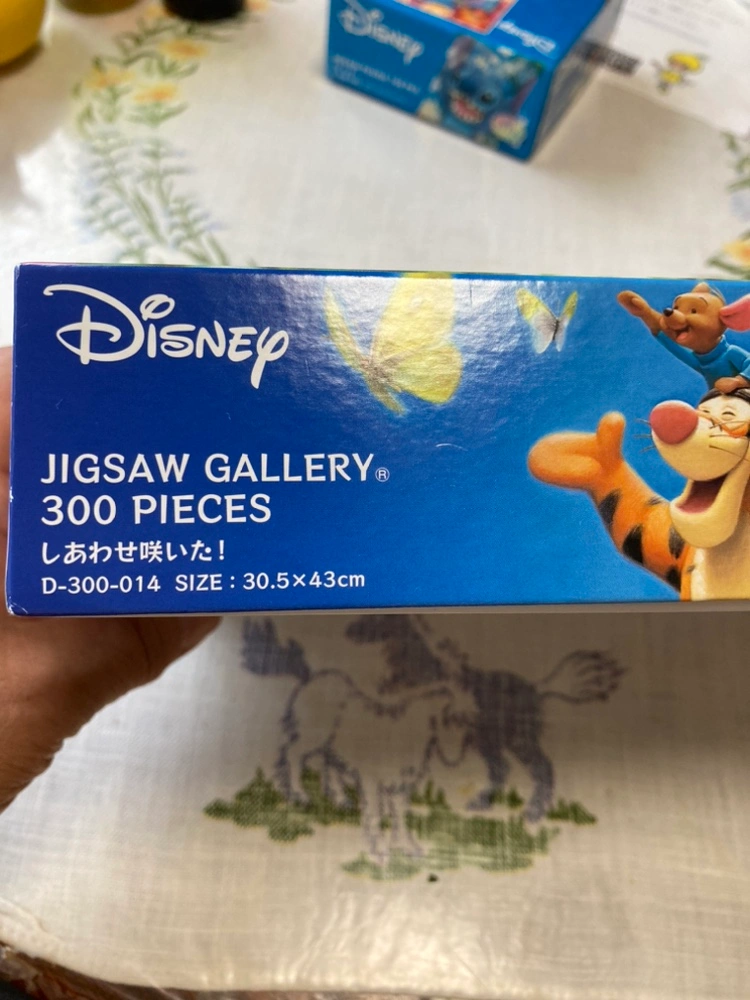 Disney
Disney
JIGSAW GALLERY®
300 PIECES
しあわせ咲いた!
D-300-014 SIZE : 30.5×43cm